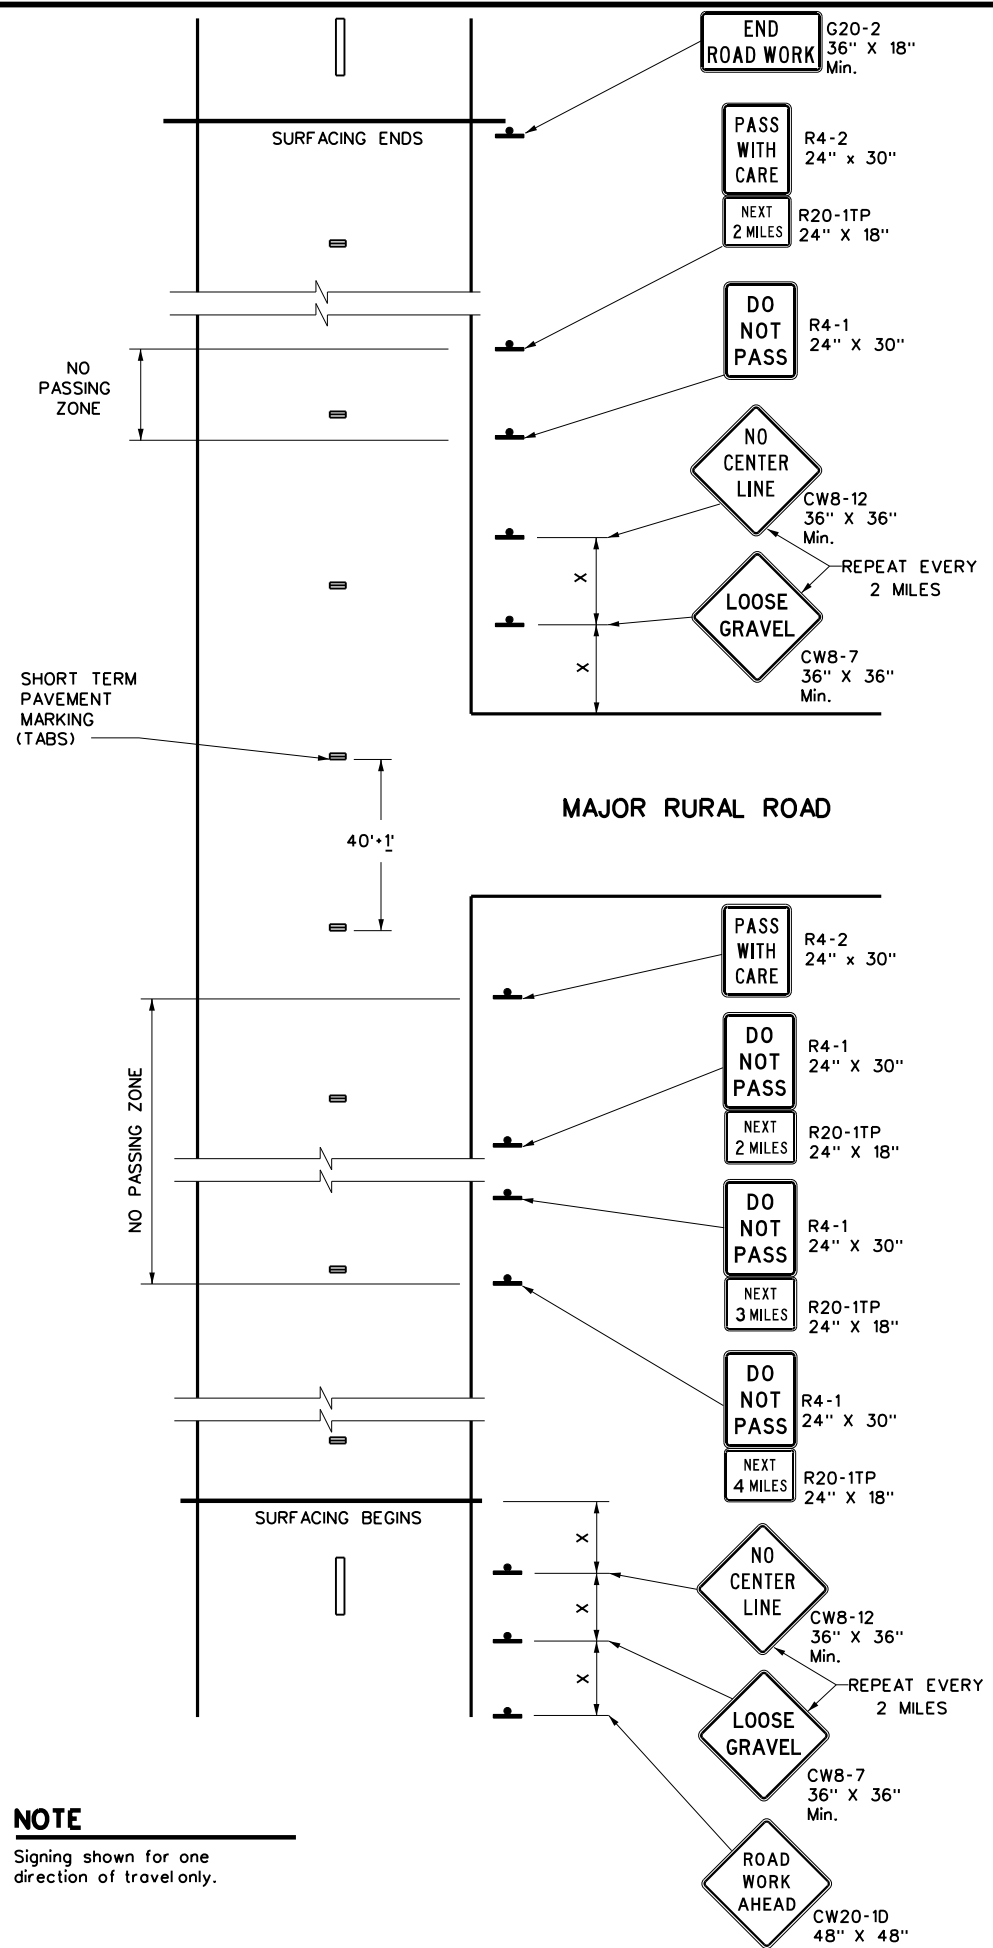 END
ROAD WORK
G20-2
36" X 18"
Min.
SURFACING ENDS
PASS
WITH
CARE
R4-2
24" x 30"
NEXT
2 MILES
R20-1TP
24" X 18"
DO
NOT
PASS
R4-1
24" X 30"
NO
PASSING
ZONE
NO
CENTER
LINE
CW8-12
36" X 36"
Min.
REPEAT EVERY
2 MILES
X
LOOSE
GRAVEL
CW8-7
36" X 36"
Min.
X
SHORT TERM
PAVEMENT
MARKING
(TABS)
MAJOR RURAL ROAD
40'+1'
PASS
WITH
CARE
R4-2
24" x 30"
NO PASSING ZONE
DO
NOT
PASS
R4-1
24" X 30"
NEXT
2 MILES
R20-1TP
24" X 18"
DO
NOT
PASS
R4-1
24" X 30"
NEXT
3 MILES
R20-1TP
24" X 18"
DO
NOT
PASS
R4-1
24" X 30"
NEXT
4 MILES
R20-1TP
24" X 18"
SURFACING BEGINS
X
NO
CENTER
LINE
CW8-12
36" X 36"
Min.
X
REPEAT EVERY
2 MILES
X
LOOSE
GRAVEL
CW8-7
36" X 36"
Min.
NOTE
Signing shown for one
direction of travel only.
ROAD
WORK
AHEAD
CW20-1D
48" X 48"